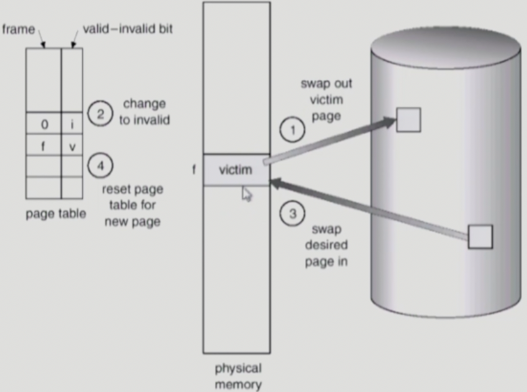 frame
valid–invalid bit
0 i
f v
page table
2
change
to invalid
4
reset page
table for
new page
f
victim
physical
memory
1
swap out
victim
page
3
swap
desired
page in